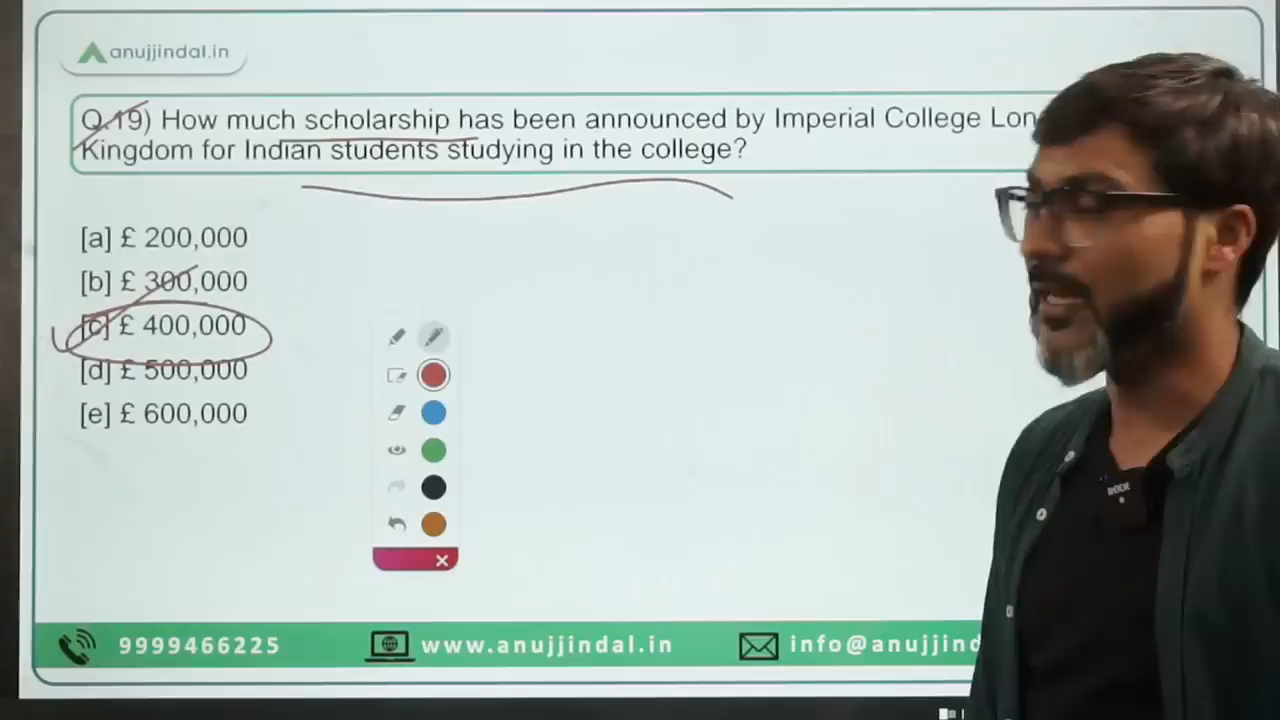 anujjindal.in
Q.19) How much scholarship has been announced by Imperial College Lon
Kingdom for Indian students studying in the college?
[a] £ 200,000
[b] £ 300,000
[c] £ 400,000
[d] £ 500,000
[e] £ 600,000
RODE
9999466225 www.anujjindal.in info@anujjind